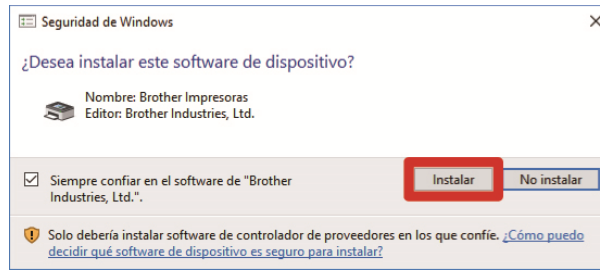 Seguridad de Windows
¿Desea instalar este software de dispositivo?
Nombre: Brother Impresoras
Editor: Brother Industries, Ltd.
Siempre confiar en el software de "Brother
Industries, Ltd.".
Instalar
No instalar
Solo debería instalar software de controlador de proveedores en los que confíe. ¿Cómo puedo
decidir qué software de dispositivo es seguro para instalar?